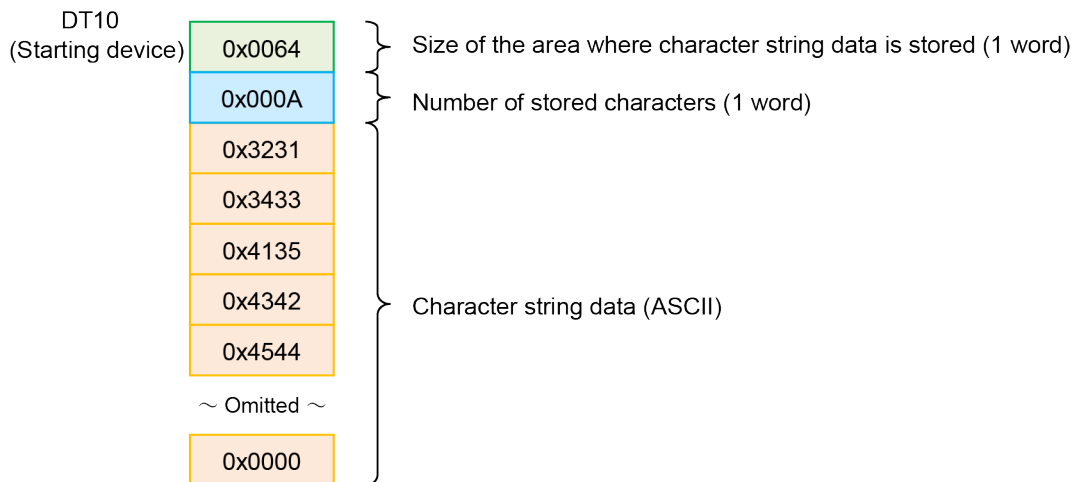 DT10
(Starting device)
0x0064
Size of the area where character string data is stored (1 word)
0x000A
Number of stored characters (1 word)
0x3231
0x3433
0x4135
0x4342
Character string data (ASCII)
0x4544
～ Omitted ～
0x0000